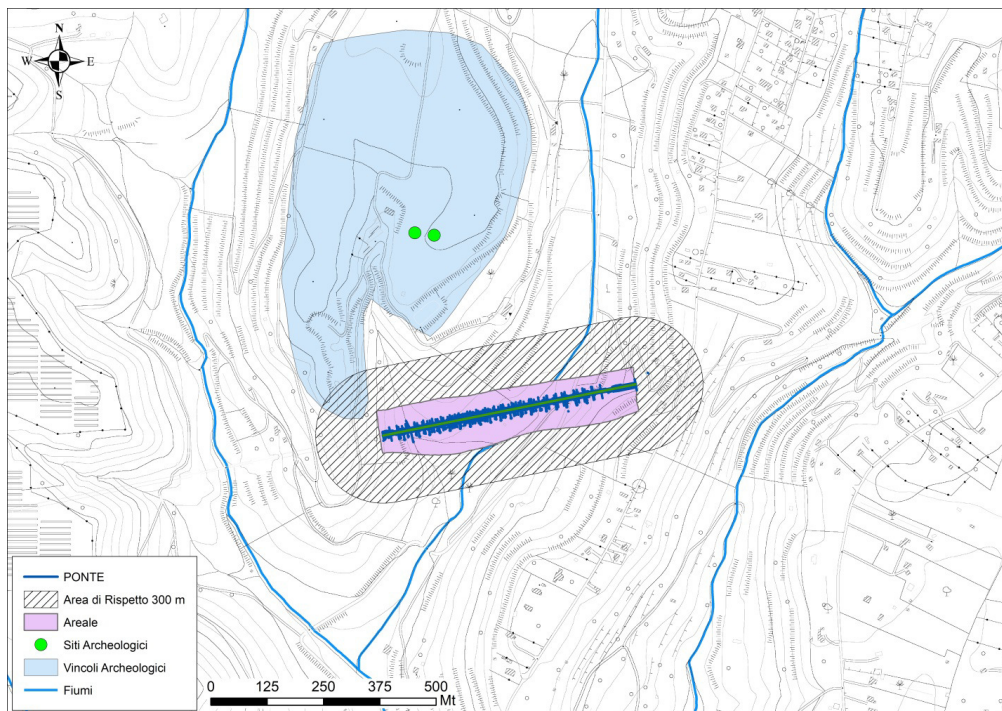 N
W E
S
PONTE
Area di Rispetto 300 m
Areale
Siti Archeologici
Vincoli Archeologici
Fiumi
0 125 250 375 500
Mt